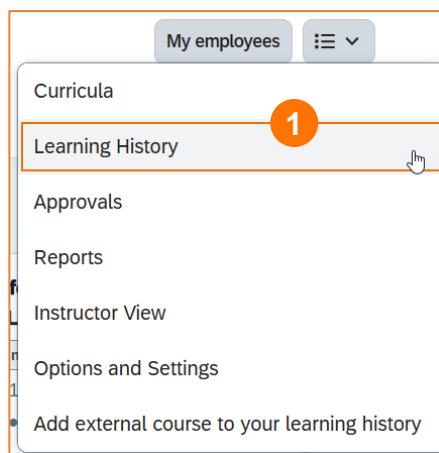 My employees
Curricula
Learning History
1
Approvals
Reports
Instructor View
Options and Settings
Add external course to your learning history